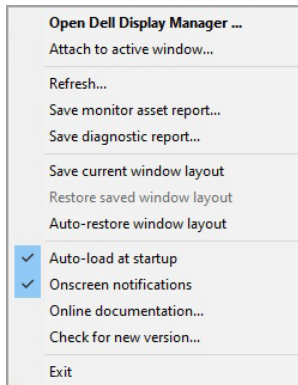 Open Dell Display Manager ...
Attach to active window...
Refresh...
Save monitor asset report...
Save diagnostic report...
Save current window layout
Restore saved window layout
Auto-restore window layout
Auto-load at startup
Onscreen notifications
Online documentation...
Check for new version...
Exit